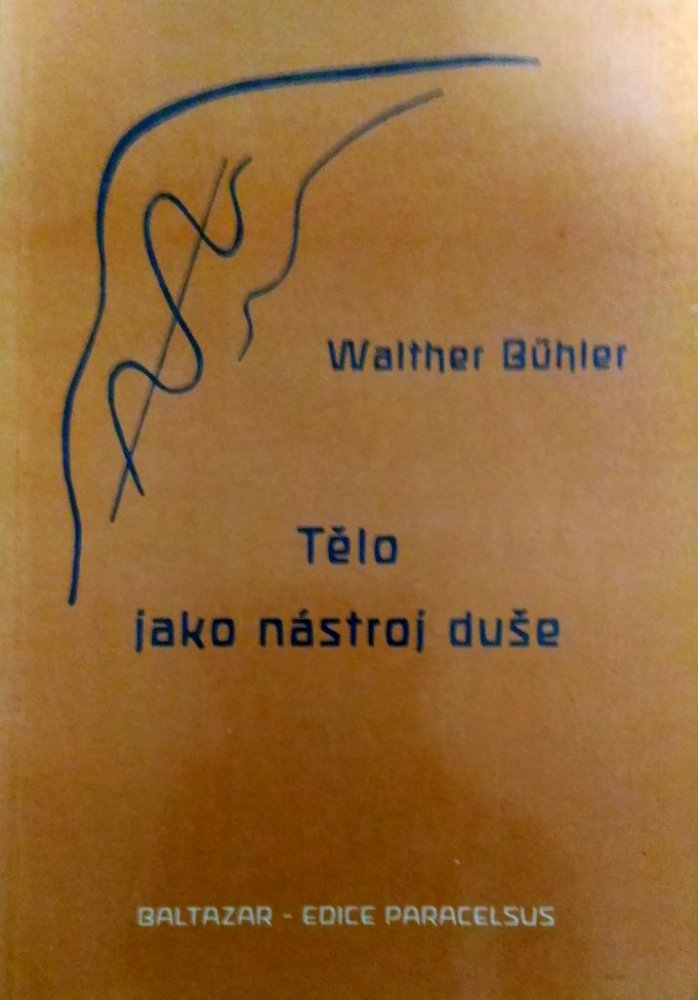 Walther Bühler
Tělo
jako nástroj duše
BALTAZAR - EDICE PARACELSUS